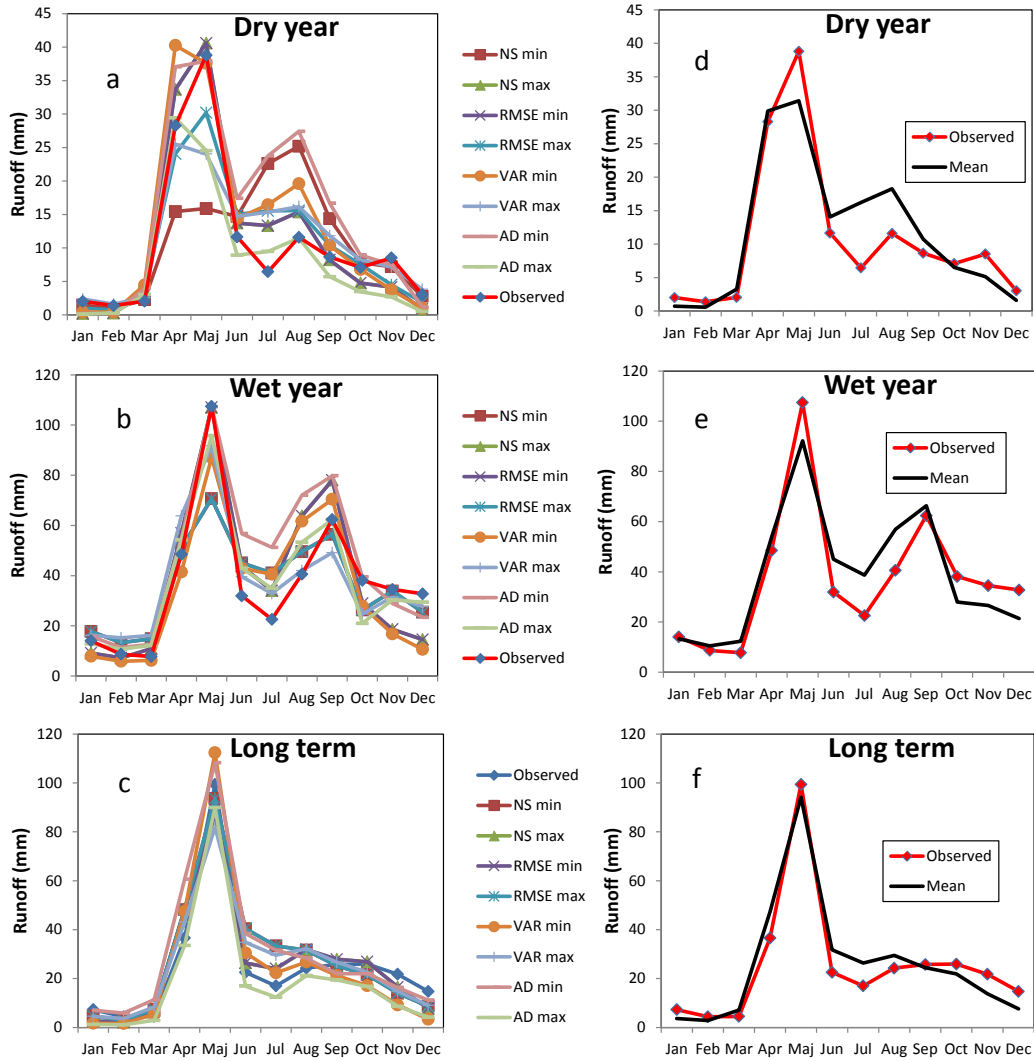 Dry year
a
Runoff (mm)
45
40
35
30
25
20
15
10
5
0
Jan Feb Mar Apr Maj Jun Jul Aug Sep Oct Nov Dec
NS min
NS max
RMSE min
RMSE max
VAR min
VAR max
AD min
AD max
Observed
Dry year
d
Runoff (mm)
45
40
35
30
25
20
15
10
5
0
Jan Feb Mar Apr Maj Jun Jul Aug Sep Oct Nov Dec
Observed
Mean
Wet year
b
Runoff (mm)
120
100
80
60
40
20
0
Jan Feb Mar Apr Maj Jun Jul Aug Sep Oct Nov Dec
NS min
NS max
RMSE min
RMSE max
VAR min
VAR max
AD min
AD max
Observed
Wet year
e
Runoff (mm)
120
100
80
60
40
20
0
Jan Feb Mar Apr Maj Jun Jul Aug Sep Oct Nov Dec
Observed
Mean
Long term
c
Runoff (mm)
120
100
80
60
40
20
0
Jan Feb Mar Apr Maj Jun Jul Aug Sep Oct Nov Dec
Observed
NS min
NS max
RMSE min
RMSE max
VAR min
VAR max
AD min
AD max
Long term
f
Runoff (mm)
120
100
80
60
40
20
0
Jan Feb Mar Apr Maj Jun Jul Aug Sep Oct Nov Dec
Observed
Mean